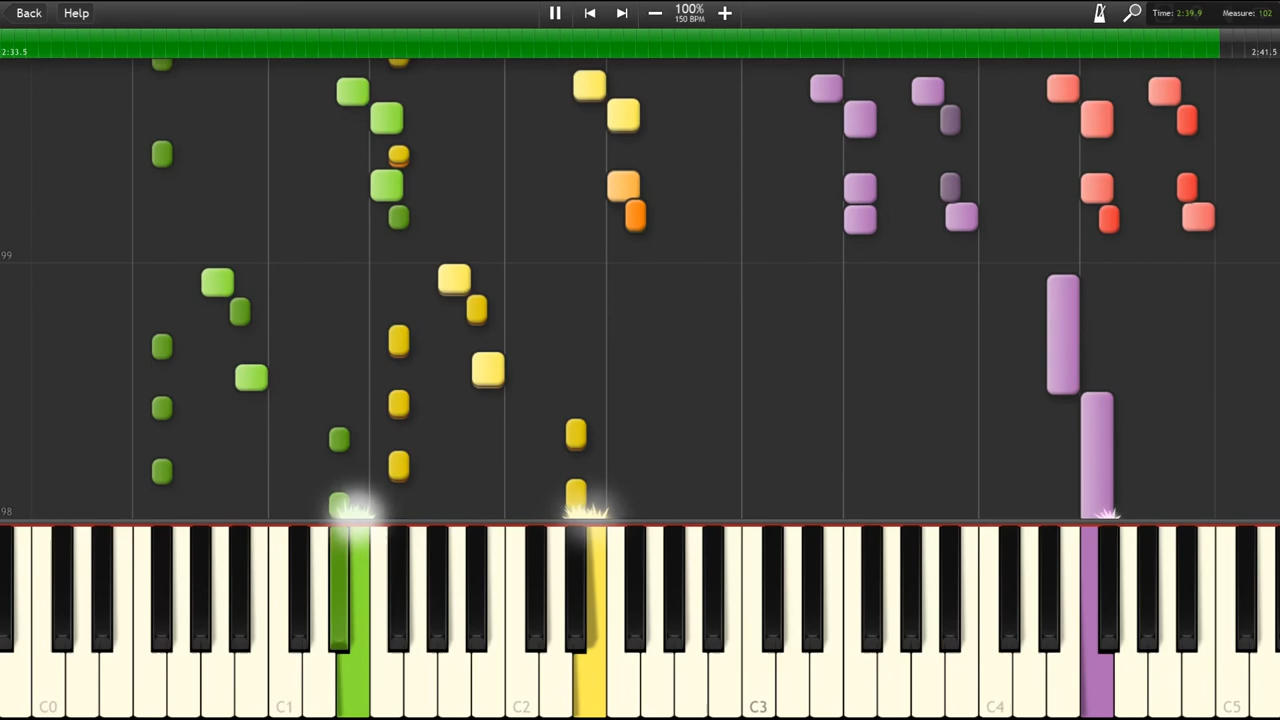 Back
Help
100%
150 BPM
Time: 2:39.9
Measure: 102
2:33.5
2:41.5
99
98
C0
C1
C2
C3
C4
C5